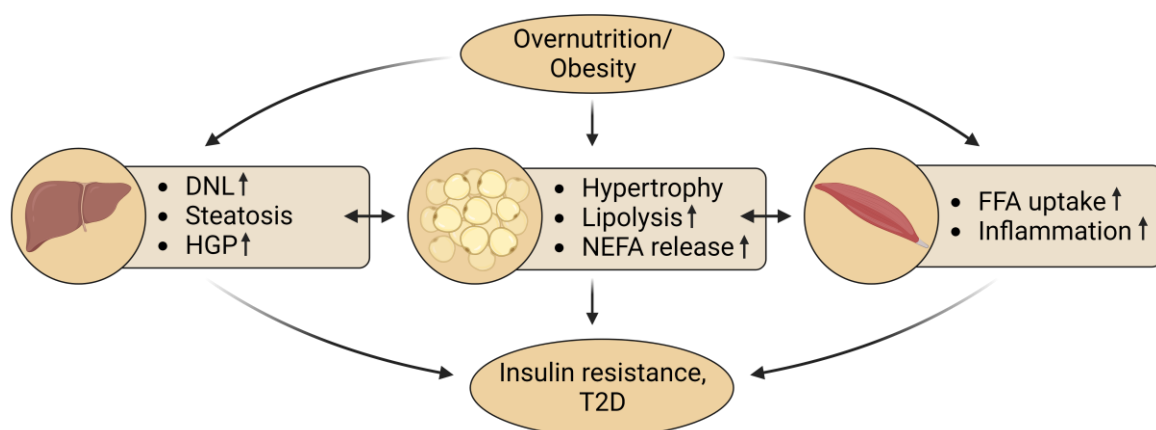 Overnutrition/
Obesity
• DNL↑
• Steatosis
• HGP↑
• Hypertrophy
• Lipolysis↑
• NEFA release↑
• FFA uptake↑
• Inflammation↑
Insulin resistance,
T2D